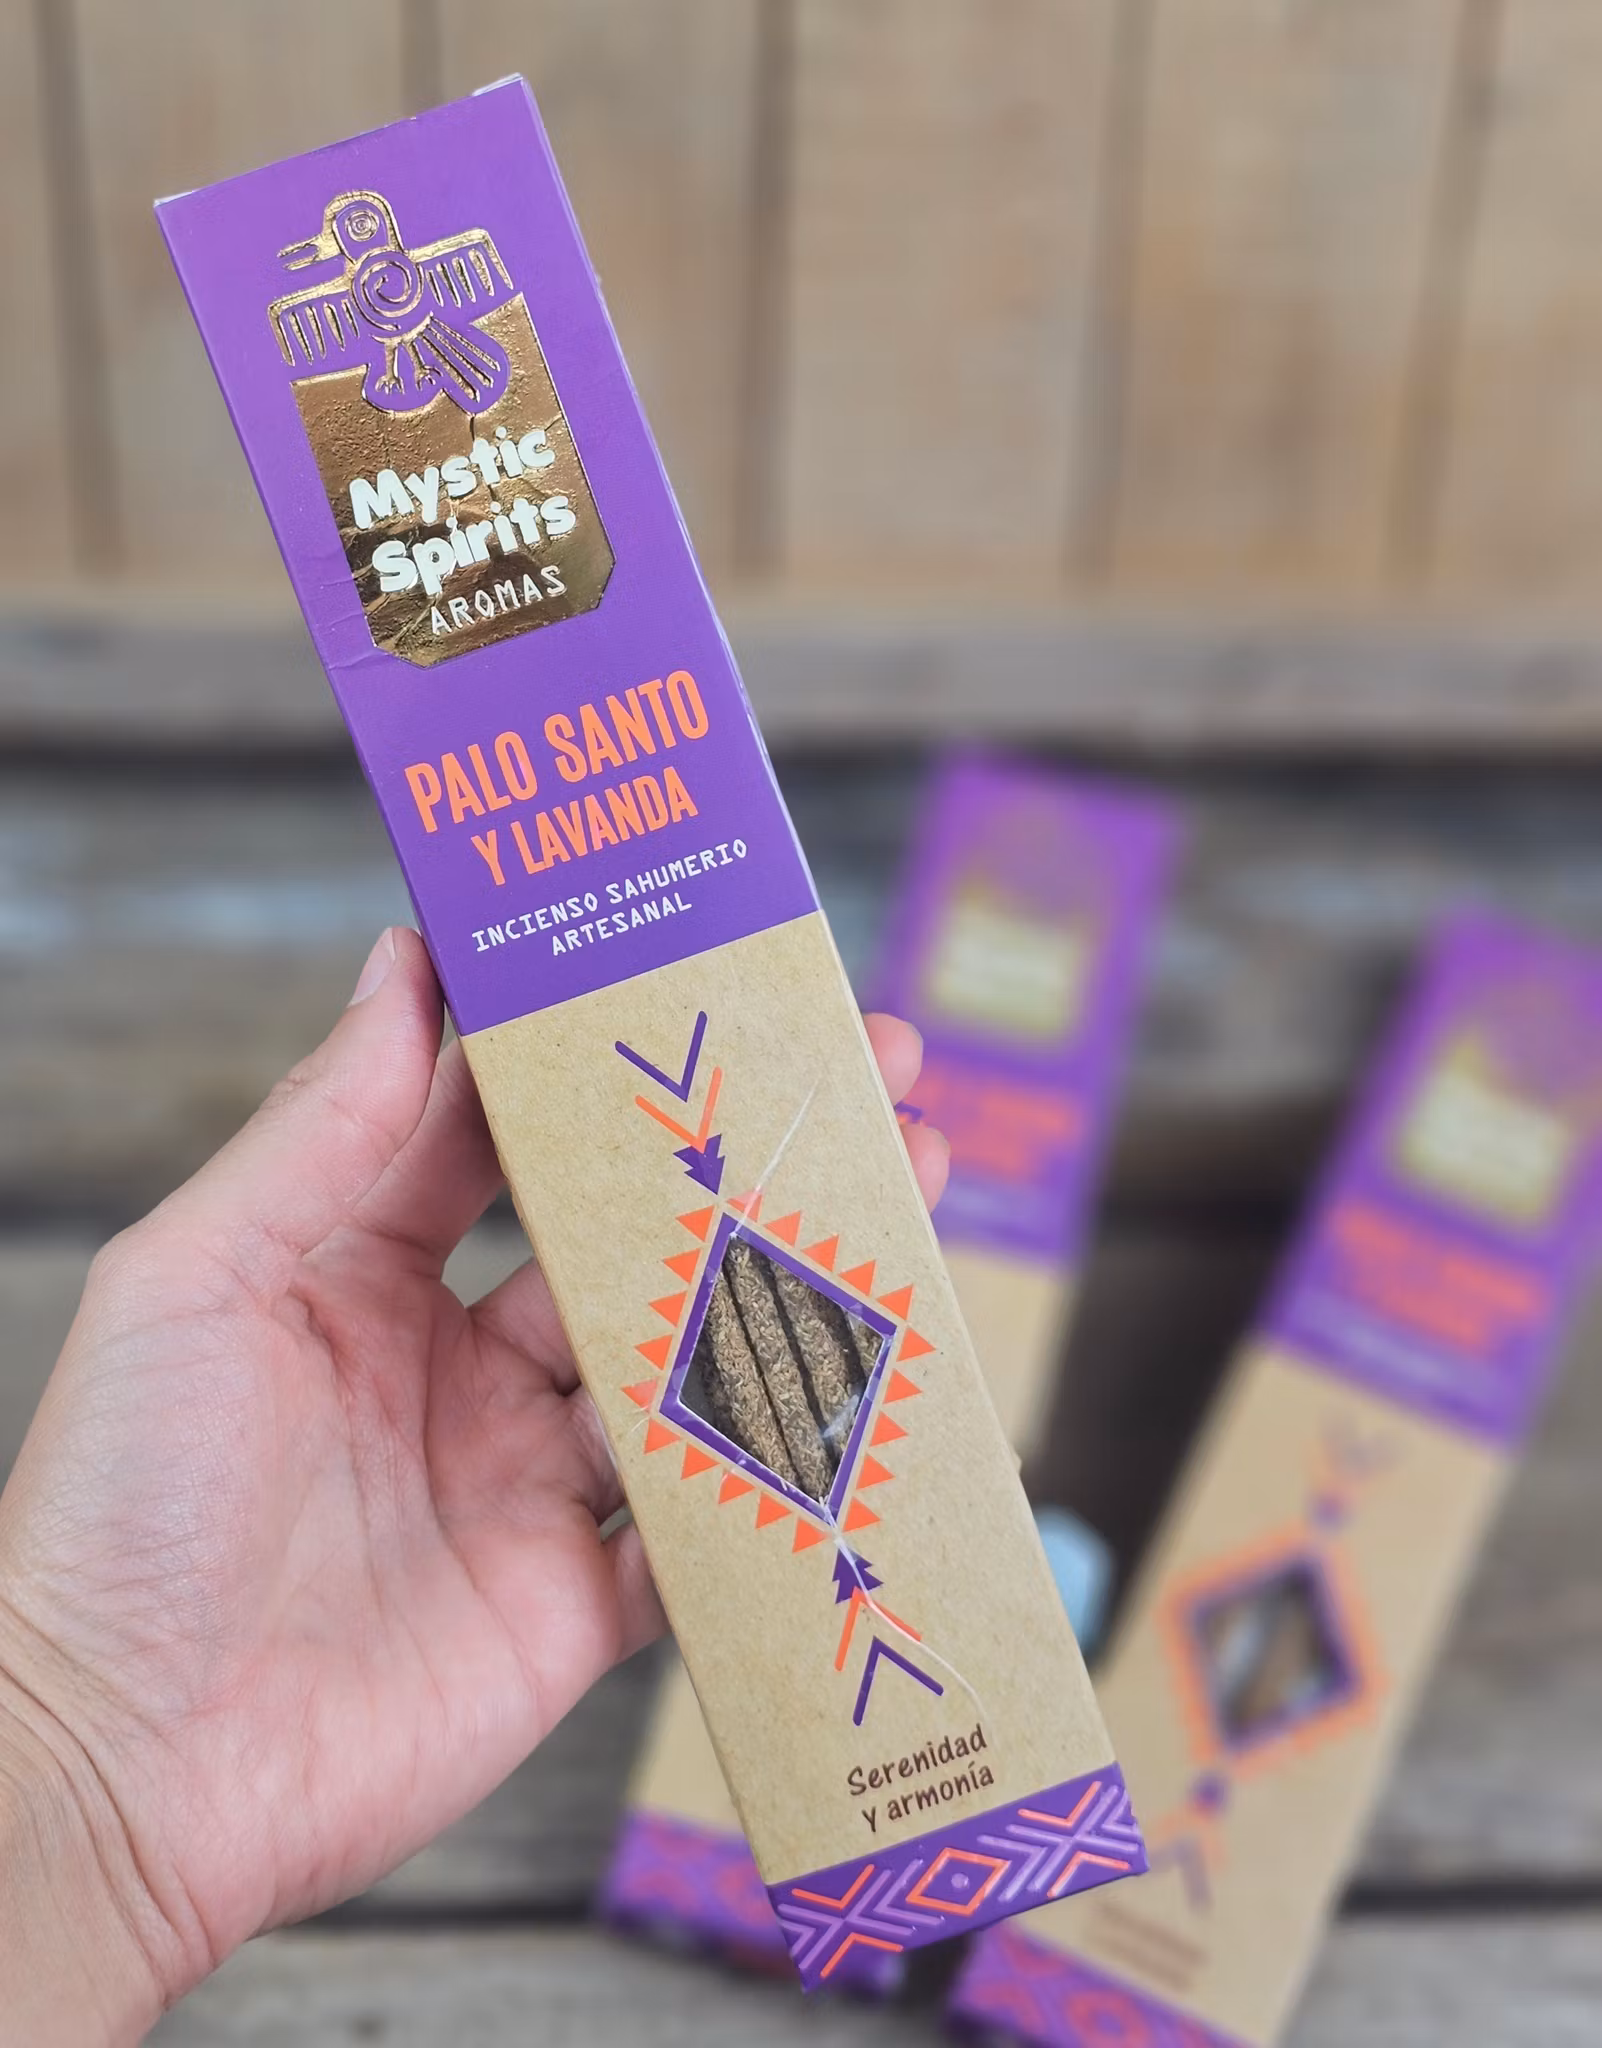 Mystic
Spirits
AROMAS
PALO SANTO
Y LAVANDA
INCIENSO SAHUMERIO
ARTESANAL
Serenidad
y armonía